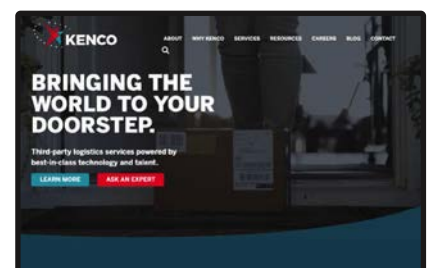 KENCO
ABOUT WHY KENCO SERVICES RESOURCES CAREERS BLOG CONTACT
BRINGING THE
WORLD TO YOUR
DOORSTEP.
Third-party logistics services powered by
best-in-class technology and talent.
LEARN MORE ASK AN EXPERT